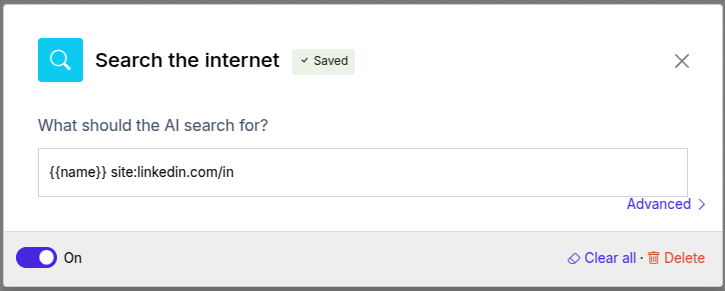 Search the internet
Saved
What should the AI search for?
{{name}} site:linkedin.com/in
Advanced
On
Clear all · Delete